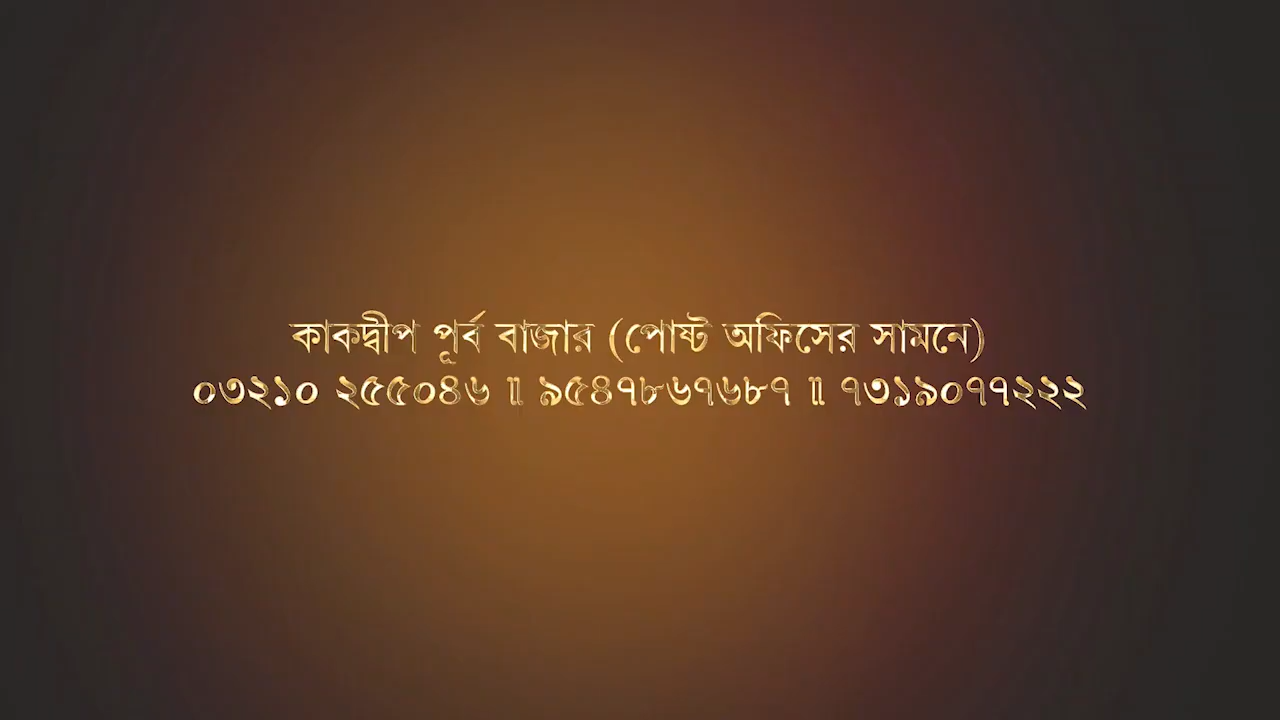 কাকদ্বীপ পূর্ব বাজার (পোষ্ট অফিসের সামনে)
০৩২১০ ২৫৫০৪৬ ॥ ৯৫৪৭৮৬৭৬৮৭ ॥ ৭৩১৯০৭৭২২২